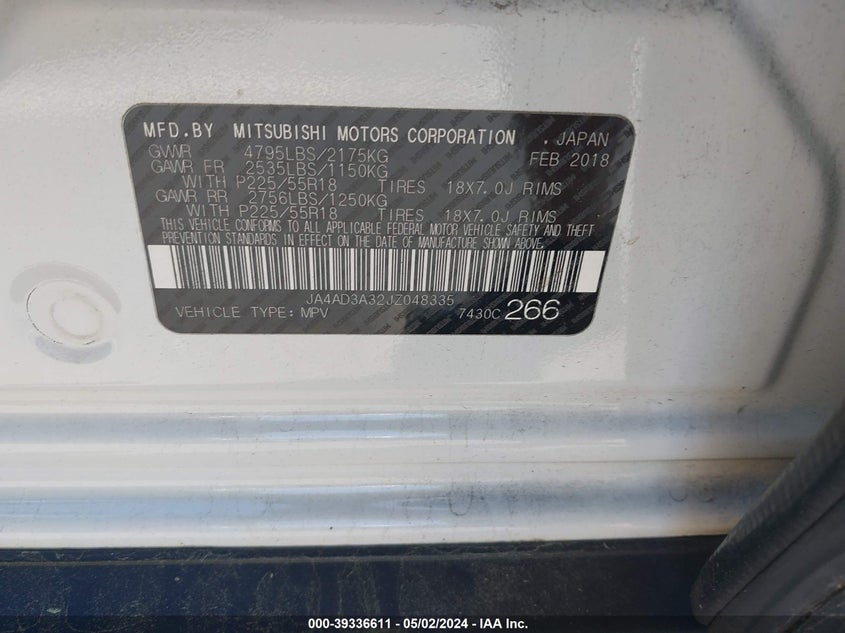 MFD.BY MITSUBISHI MOTORS CORPORATION . JAPAN
GVWR 4795LBS/2175KG FEB 2018
GAWR FR 2535LBS/1150KG
WITH P225/55R18 TIRES 18X7.0J RIMS
GAWR RR 2756LBS/1250KG
WITH P225/55R18 TIRES 18X7.0J RIMS
THIS VEHICLE CONFORMS TO ALL APPLICABLE FEDERAL MOTOR VEHICLE SAFETY AND THEFT
PREVENTION STANDARDS IN EFFECT ON THE DATE OF MANUFACTURE SHOWN ABOVE.
JA4AD3A32JZ048335
VEHICLE TYPE: MPV 7430C 266
000-39336611 - 05/02/2024 - IAA Inc.